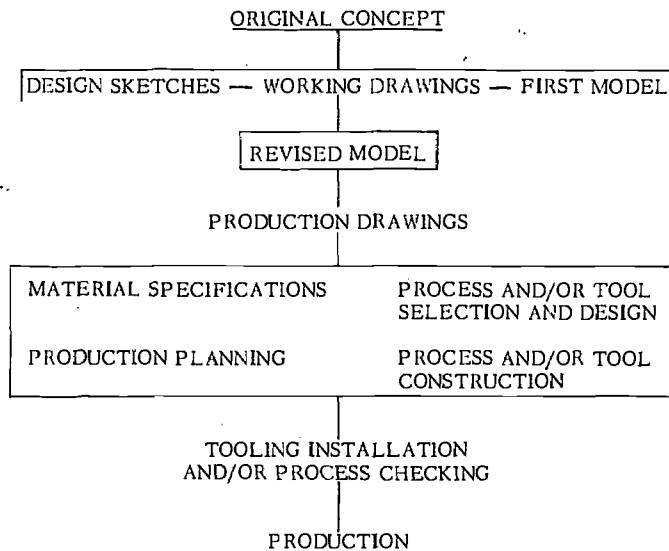 ORIGINAL CONCEPT
DESIGN SKETCHES — WORKING DRAWINGS — FIRST MODEL
REVISED MODEL
PRODUCTION DRAWINGS
MATERIAL SPECIFICATIONS
PROCESS AND/OR TOOL
SELECTION AND DESIGN
PRODUCTION PLANNING
PROCESS AND/OR TOOL
CONSTRUCTION
TOOLING INSTALLATION
AND/OR PROCESS CHECKING
PRODUCTION